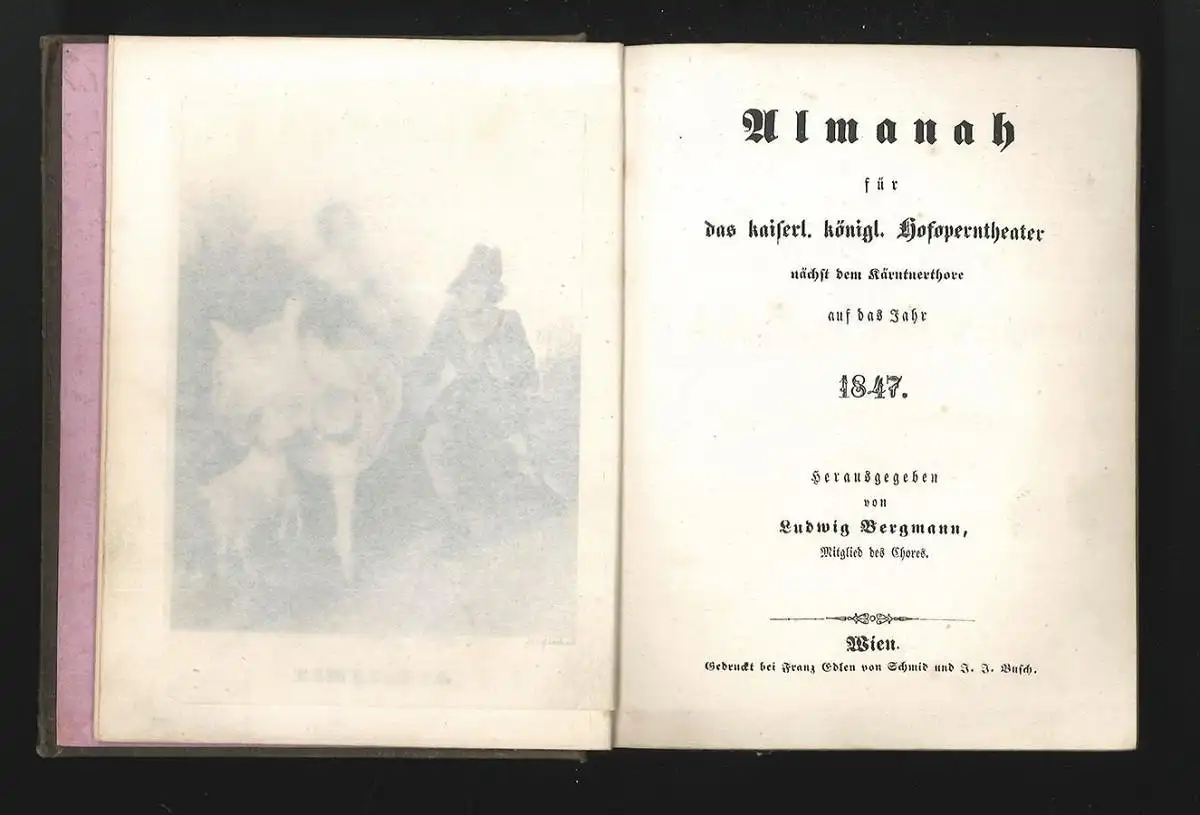 Almanah
für
das kaiserl. königl. Hofoperntheater
nächst dem Kärntnerthore
auf das Jahr
1847.
Herausgegeben
von
Ludwig Bergmann,
Mitglied des Chores.
Wien.
Gedruckt bei Franz Edlen von Schmid und J. J. Busch.